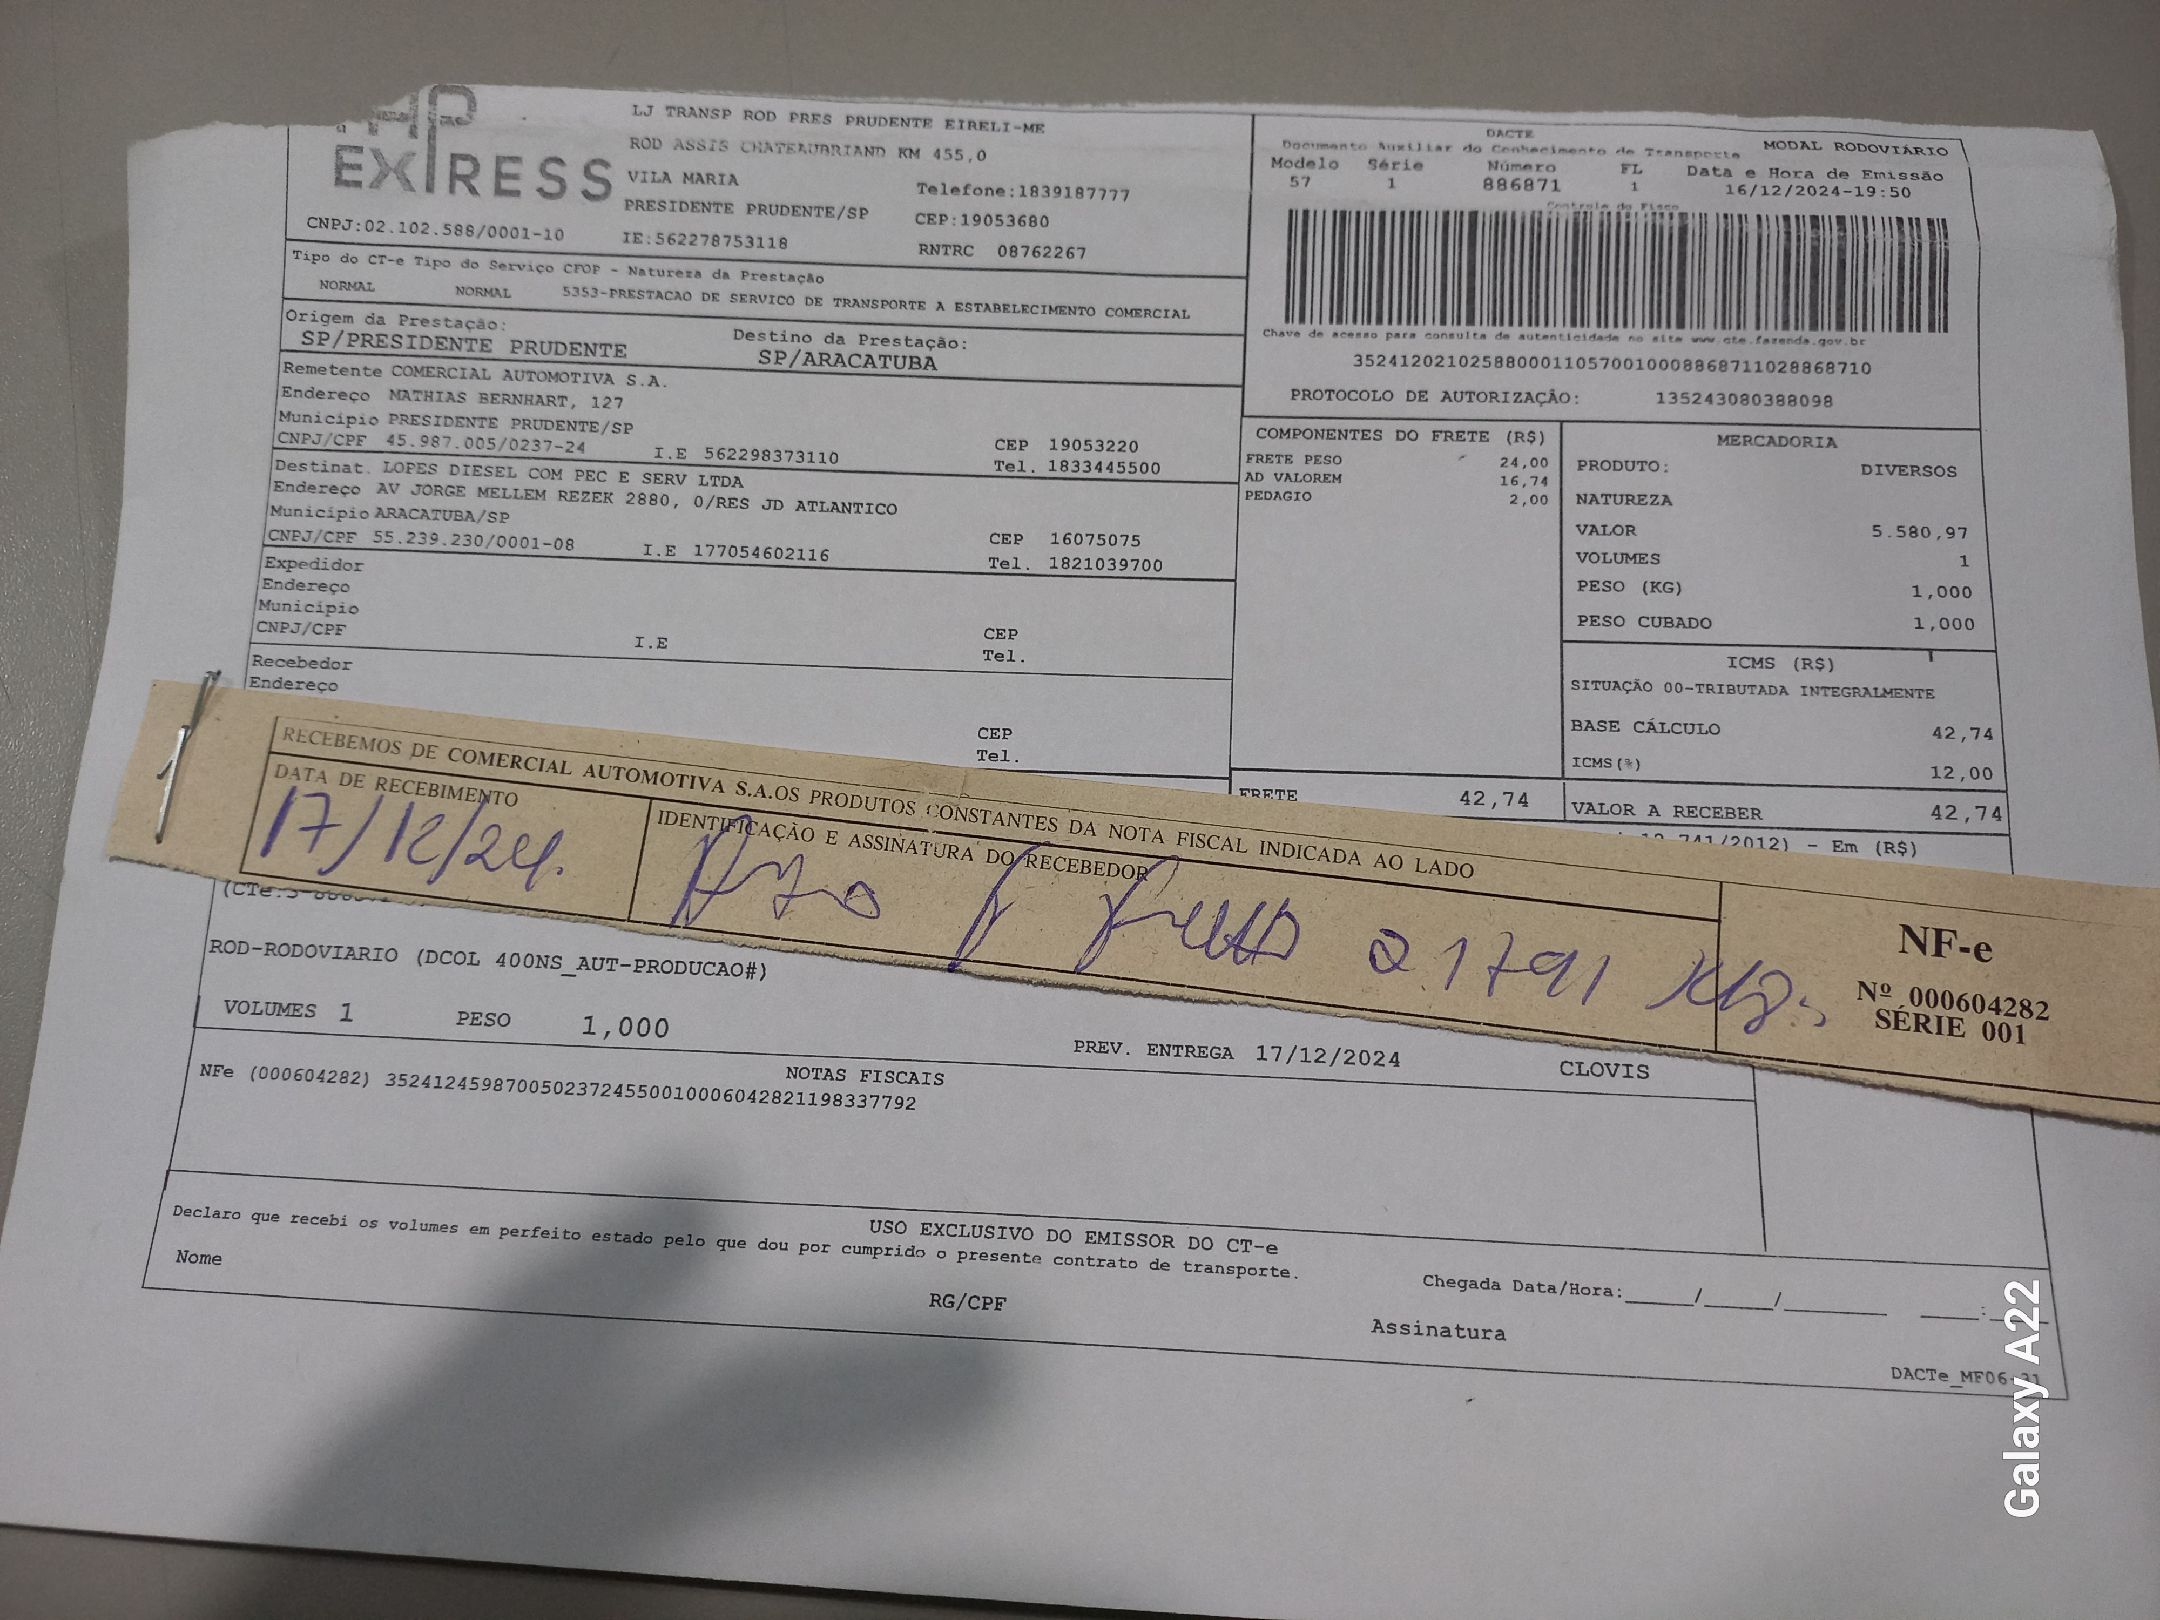 EXPRESS
LJ TRANSP ROD PRES PRUDENTE EIRELI-ME
ROD ASSIS CHATEAUBRIAND KM 455,0
VILA MARIA
Telefone:1839187777
PRESIDENTE PRUDENTE/SP
CEP:19053680
CNPJ:02.102.588/0001-10
IE:562278753118
RNTRC 08762267
DACTE
Documento Auxiliar do Conhecimento de Transporte
MODAL RODOVIÁRIO
Modelo Série Número FL Data e Hora de Emissão
57 1 886871 1 16/12/2024-19:50
Controle do Fisco
Chave de acesso para consulta de autenticidade no site www.cte.fazenda.gov.br
35241202102588000110570010008868711028868710
PROTOCOLO DE AUTORIZAÇÃO: 135243080388098
Tipo do CT-e Tipo do Serviço CFOP - Natureza da Prestação
NORMAL NORMAL 5353-PRESTACAO DE SERVICO DE TRANSPORTE A ESTABELECIMENTO COMERCIAL
Origem da Prestação:
SP/PRESIDENTE PRUDENTE
Destino da Prestação:
SP/ARACATUBA
Remetente COMERCIAL AUTOMOTIVA S.A.
Endereço MATHIAS BERNHART, 127
Município PRESIDENTE PRUDENTE/SP
CEP 19053220
CNPJ/CPF 45.987.005/0237-24 I.E 562298373110 Tel. 1833445500
Destinat. LOPES DIESEL COM PEC E SERV LTDA
Endereço AV JORGE MELLEM REZEK 2880, 0/RES JD ATLANTICO
Município ARACATUBA/SP
CEP 16075075
CNPJ/CPF 55.239.230/0001-08 I.E 177054602116 Tel. 1821039700
Expedidor
Endereço
Município
CEP
CNPJ/CPF I.E Tel.
Recebedor
Endereço
CEP
Tel.
COMPONENTES DO FRETE (R$)
FRETE PESO 24,00
AD VALOREM 16,74
PEDAGIO 2,00
MERCADORIA
PRODUTO: DIVERSOS
NATUREZA
VALOR 5.580,97
VOLUMES 1
PESO (KG) 1,000
PESO CUBADO 1,000
ICMS (R$)
SITUAÇÃO 00-TRIBUTADA INTEGRALMENTE
BASE CÁLCULO 42,74
ICMS(%) 12,00
FRETE 42,74
VALOR A RECEBER 42,74
741/2012) - Em (R$)
RECEBEMOS DE COMERCIAL AUTOMOTIVA S.A.OS PRODUTOS CONSTANTES DA NOTA FISCAL INDICADA AO LADO
DATA DE RECEBIMENTO
17/12/24.
IDENTIFICAÇÃO E ASSINATURA DO RECEBEDOR
NF-e
Nº 000604282
SÉRIE 001
ROD-RODOVIARIO (DCOL 400NS_AUT-PRODUCAO#)
VOLUMES 1 PESO 1,000
PREV. ENTREGA 17/12/2024 CLOVIS
NOTAS FISCAIS
NFe (000604282) 35241245987005023724550010006042821198337792
USO EXCLUSIVO DO EMISSOR DO CT-e
Declaro que recebi os volumes em perfeito estado pelo que dou por cumprido o presente contrato de transporte.
Nome
RG/CPF
Chegada Data/Hora:_____/_____/________ _____:_____
Assinatura
DACTe_MF06
Galaxy A22